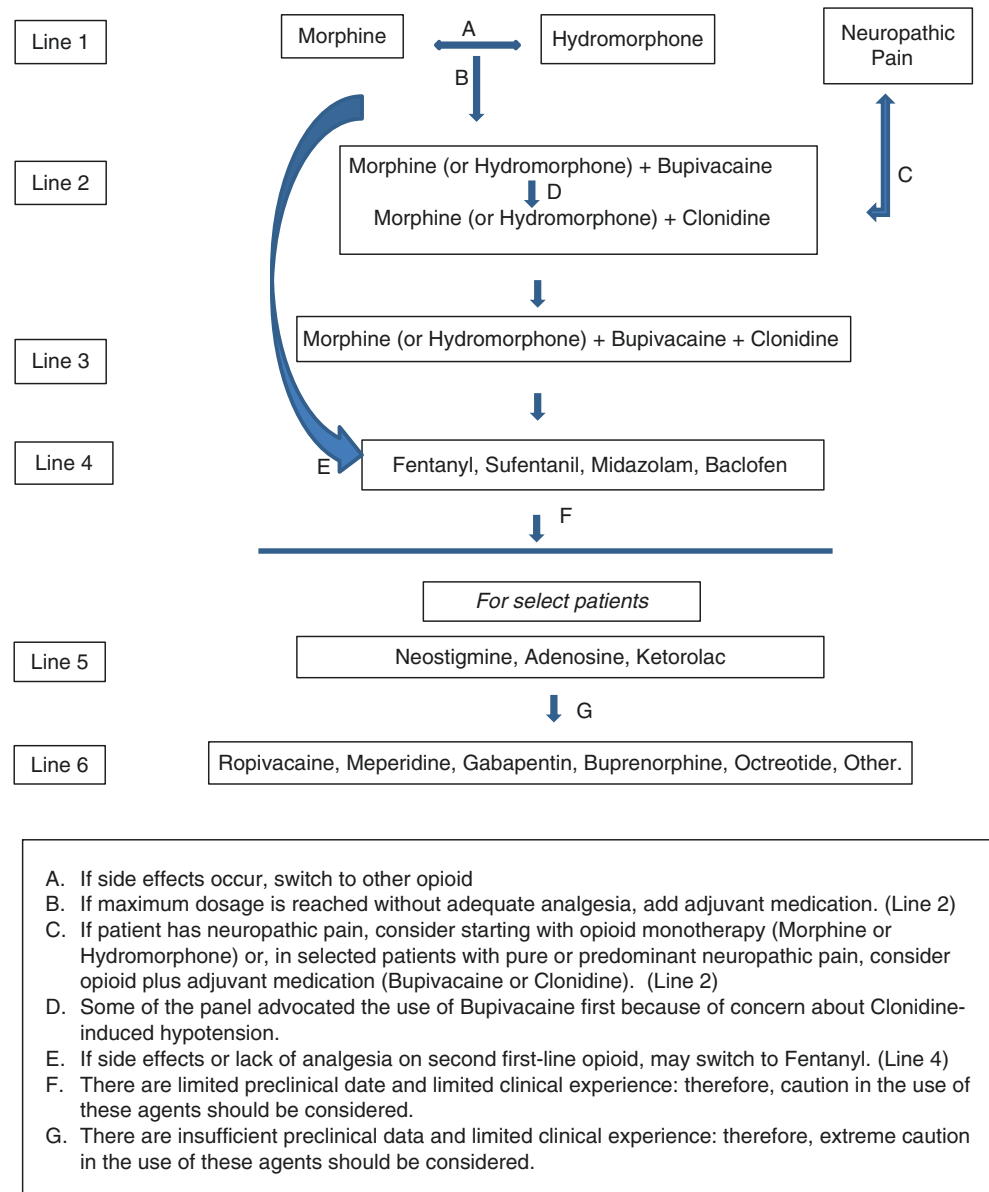 Line 1
Morphine
A
Hydromorphone
Neuropathic
Pain
B
Line 2
Morphine (or Hydromorphone) + Bupivacaine
D
Morphine (or Hydromorphone) + Clonidine
C
Line 3
Morphine (or Hydromorphone) + Bupivacaine + Clonidine
Line 4
E
Fentanyl, Sufentanil, Midazolam, Baclofen
F
For select patients
Line 5
Neostigmine, Adenosine, Ketorolac
G
Line 6
Ropivacaine, Meperidine, Gabapentin, Buprenorphine, Octreotide, Other.
A. If side effects occur, switch to other opioid
B. If maximum dosage is reached without adequate analgesia, add adjuvant medication. (Line 2)
C. If patient has neuropathic pain, consider starting with opioid monotherapy (Morphine or
Hydromorphone) or, in selected patients with pure or predominant neuropathic pain, consider
opioid plus adjuvant medication (Bupivacaine or Clonidine). (Line 2)
D. Some of the panel advocated the use of Bupivacaine first because of concern about Clonidine-
induced hypotension.
E. If side effects or lack of analgesia on second first-line opioid, may switch to Fentanyl. (Line 4)
F. There are limited preclinical date and limited clinical experience: therefore, caution in the use of
these agents should be considered.
G. There are insufficient preclinical data and limited clinical experience: therefore, extreme caution
in the use of these agents should be considered.